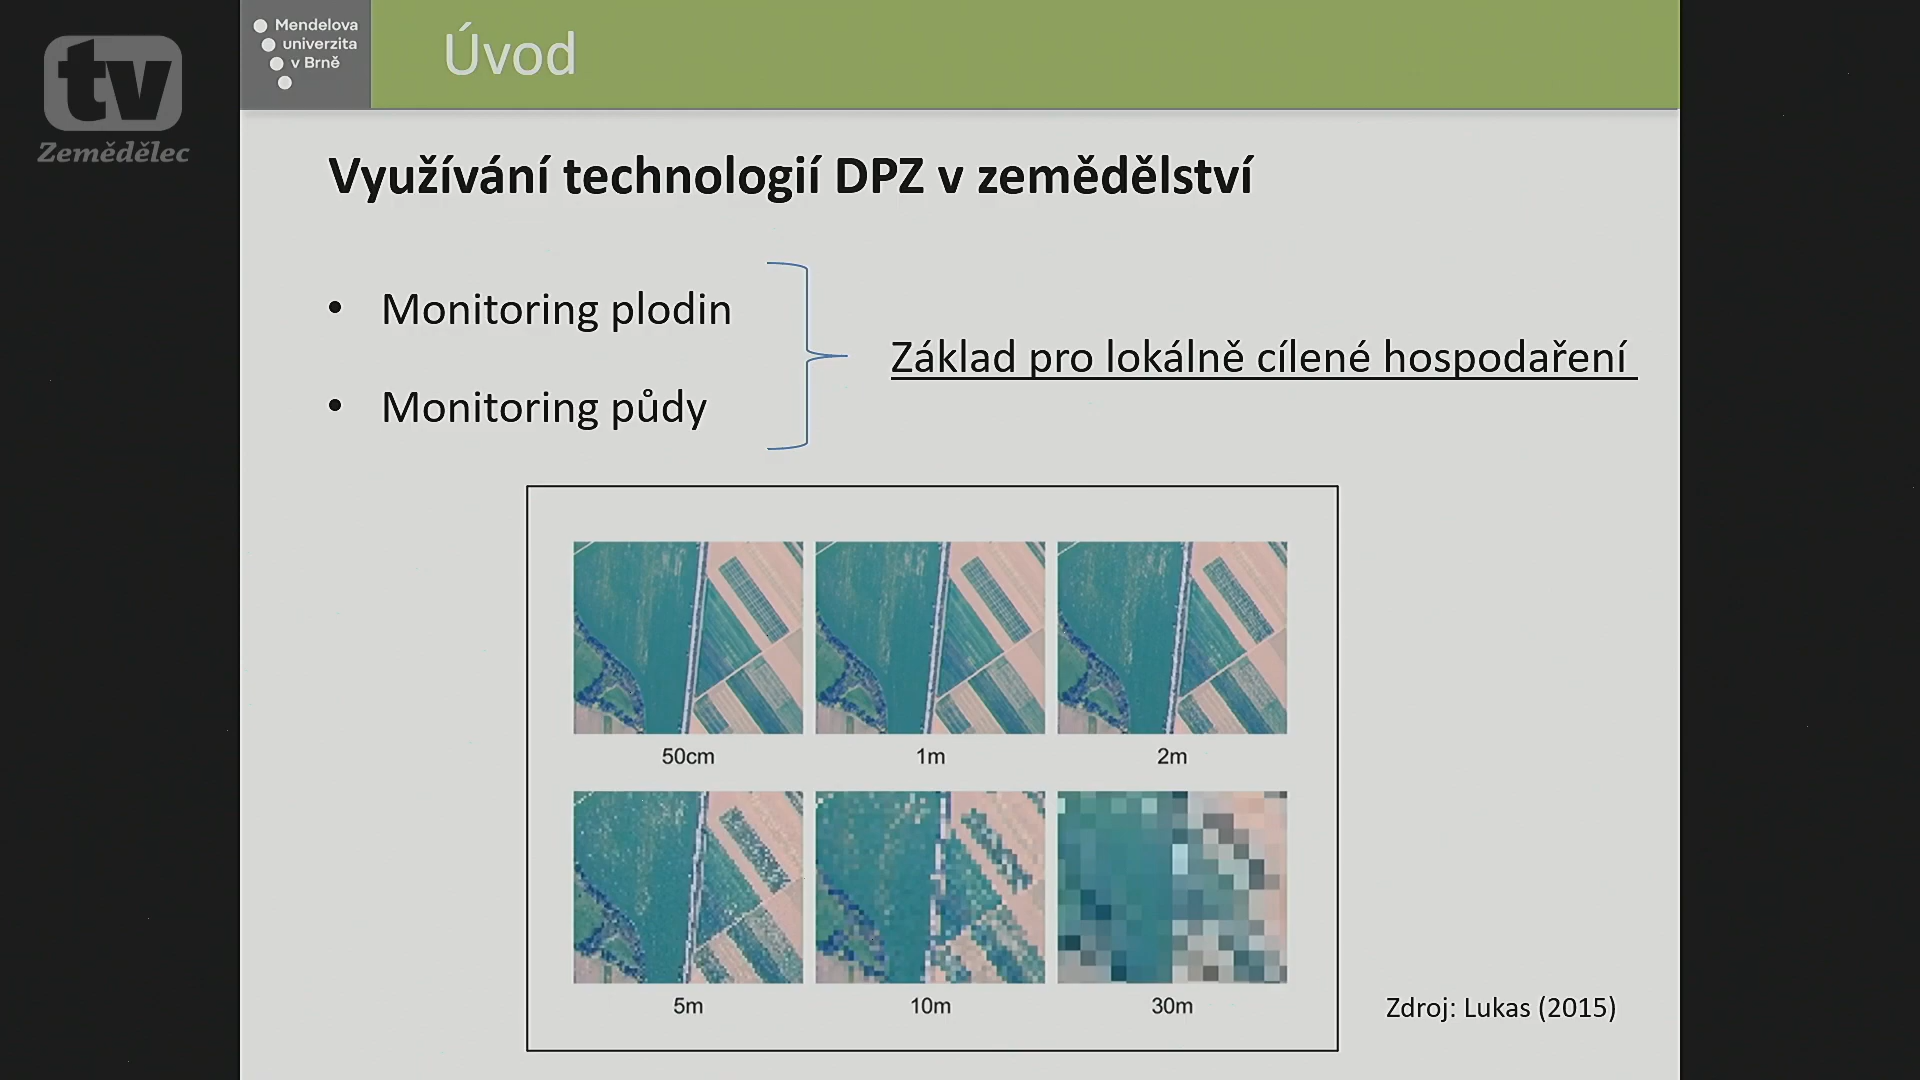 tv
Zemědělec
Mendelova
univerzita
v Brně
Úvod
Využívání technologií DPZ v zemědělství
• Monitoring plodin
• Monitoring půdy
Základ pro lokálně cílené hospodaření
50cm
1m
2m
5m
10m
30m
Zdroj: Lukas (2015)